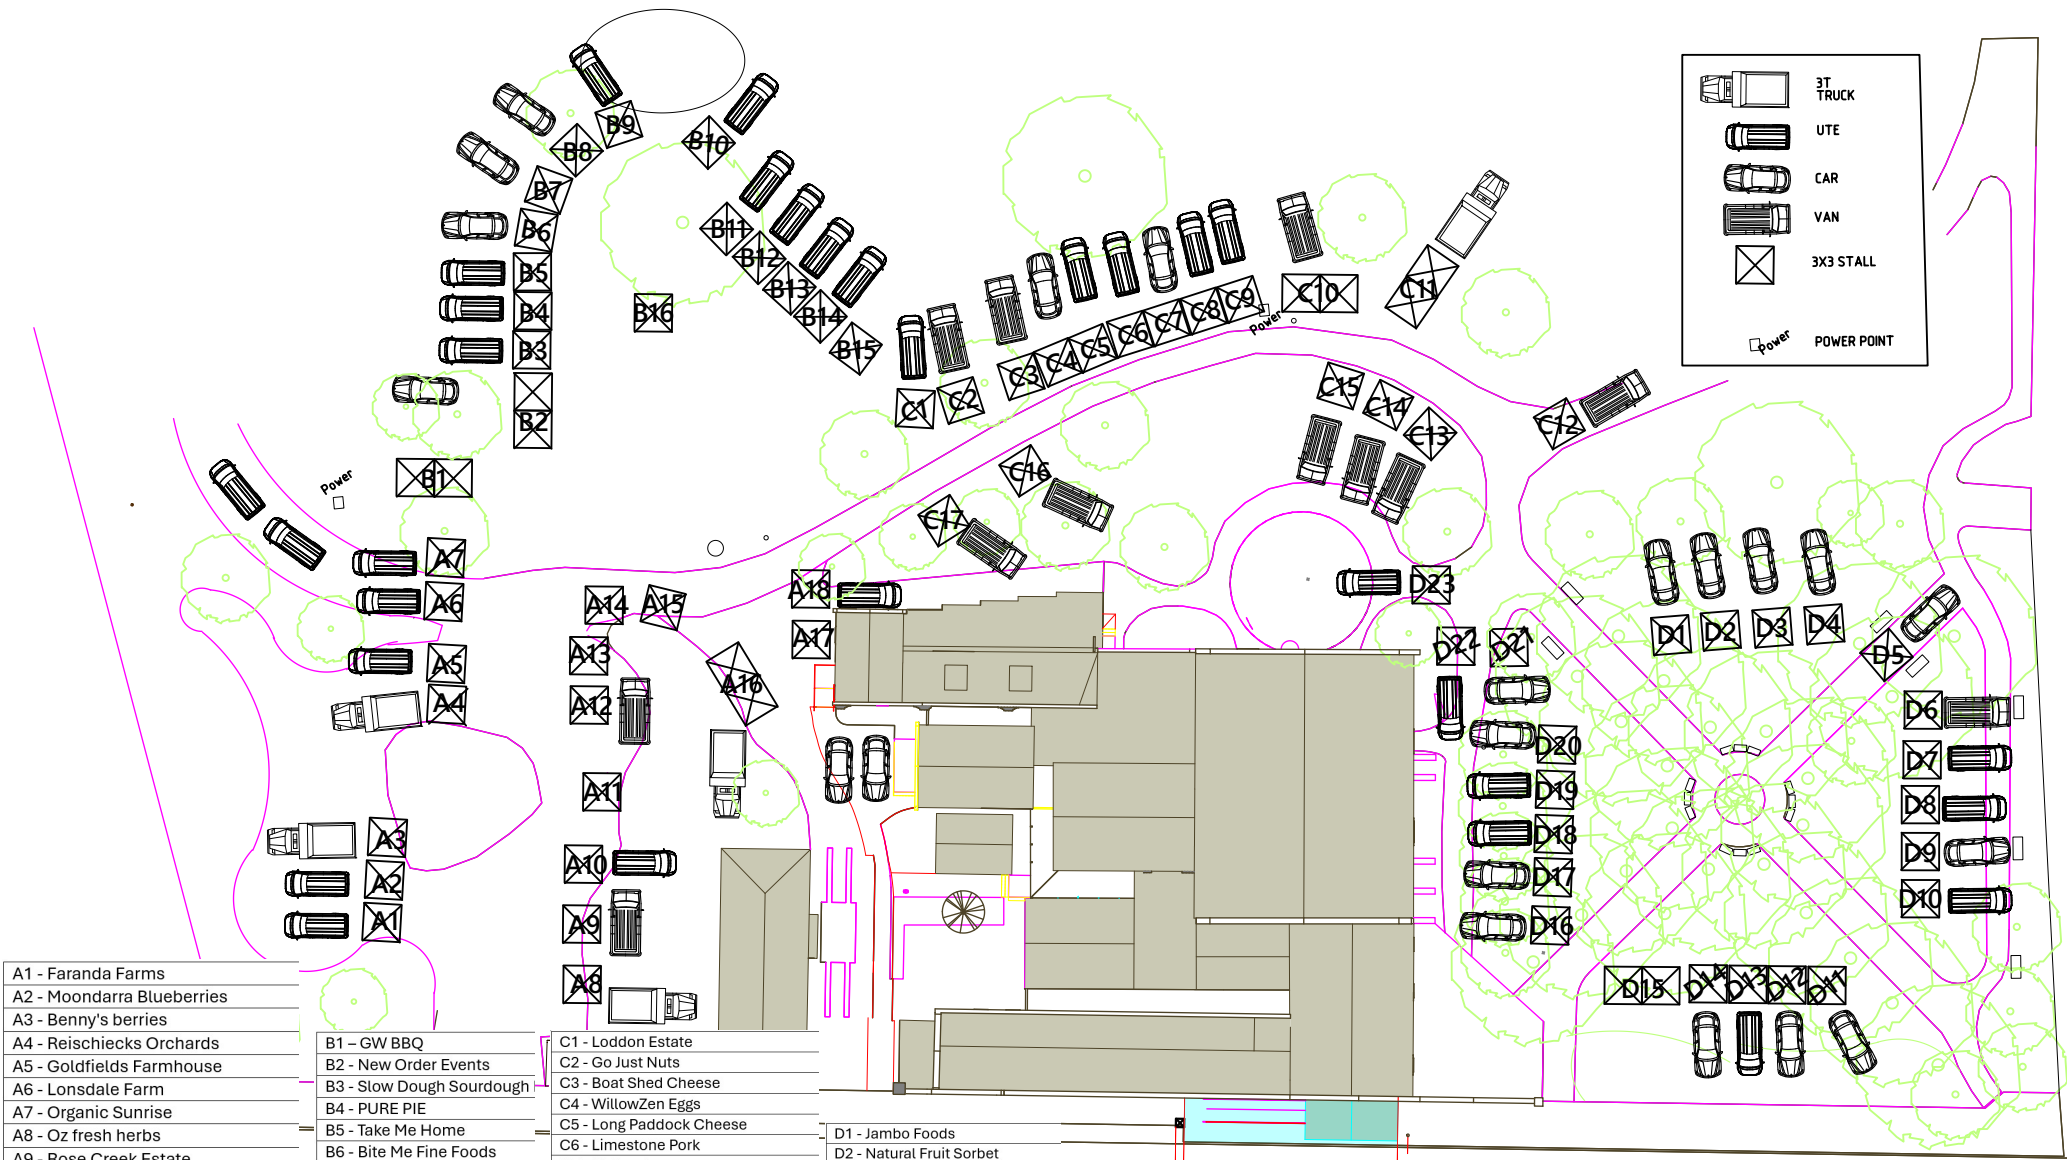 3T
TRUCK
UTE
CAR
VAN
3X3 STALL
Power
POWER POINT
B9
B8
B10
B7
B6
B11
B5
B12
B4
B16
B13
B3
B14
B15
B2
B1
C1
C2
C3
C4
C5
C6
C7
C8
C9
Power
C10
C11
C12
C15
C14
C13
C16
C17
Power
A7
A6
A5
A4
A3
A2
A1
A14
A15
A13
A12
A16
A11
A10
A9
A8
A18
A17
D23
D22
D21
D1
D2
D3
D4
D5
D6
D7
D8
D9
D10
D20
D19
D18
D17
D16
D15
D14
D13
D12
D11
A1 - Faranda Farms
A2 - Moondarra Blueberries
A3 - Benny's berries
A4 - Reischiecks Orchards
A5 - Goldfields Farmhouse
A6 - Lonsdale Farm
A7 - Organic Sunrise
A8 - Oz fresh herbs
A9 - Rose Creek Estate
B1 – GW BBQ
B2 - New Order Events
B3 - Slow Dough Sourdough
B4 - PURE PIE
B5 - Take Me Home
B6 - Bite Me Fine Foods
C1 - Loddon Estate
C2 - Go Just Nuts
C3 - Boat Shed Cheese
C4 - WillowZen Eggs
C5 - Long Paddock Cheese
C6 - Limestone Pork
D1 - Jambo Foods
D2 - Natural Fruit Sorbet